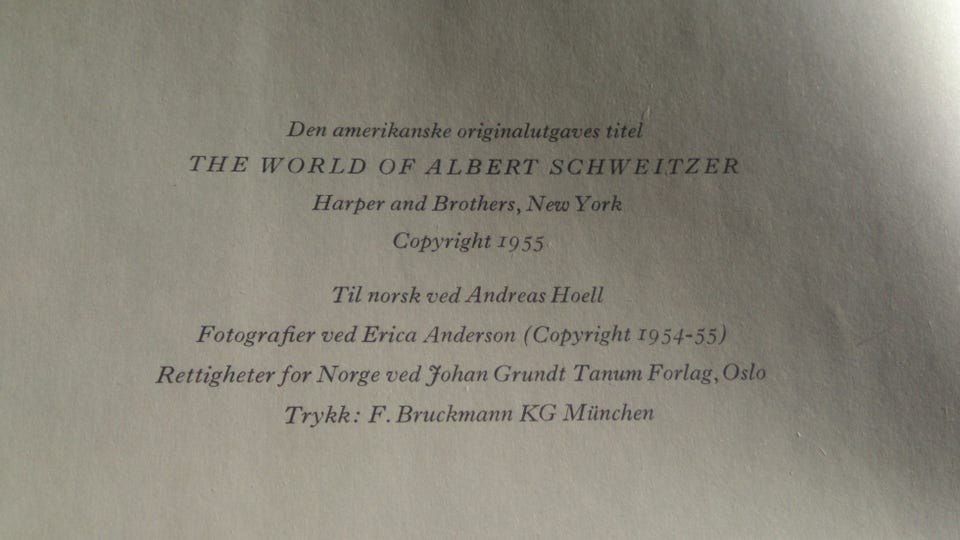 Den amerikanske originalutgaves titel
THE WORLD OF ALBERT SCHWEITZER
Harper and Brothers, New York
Copyright 1955
Til norsk ved Andreas Hoell
Fotografier ved Erica Anderson (Copyright 1954-55)
Rettigheter for Norge ved Johan Grundt Tanum Forlag, Oslo
Trykk: F. Bruckmann KG München